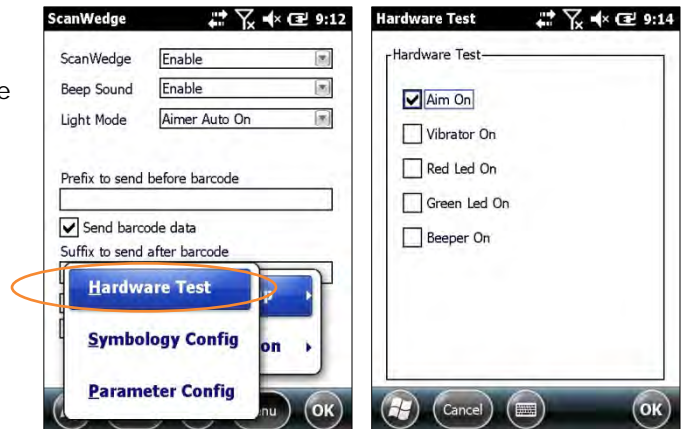 ScanWedge 9:12
ScanWedge Enable
Beep Sound Enable
Light Mode Aimer Auto On
Prefix to send before barcode
Send barcode data
Suffix to send after barcode
Hardware Test
Symbology Config
on
Parameter Config
nu
OK
e
Hardware Test 9:14
Hardware Test
Aim On
Vibrator On
Red Led On
Green Led On
Beeper On
Cancel
OK